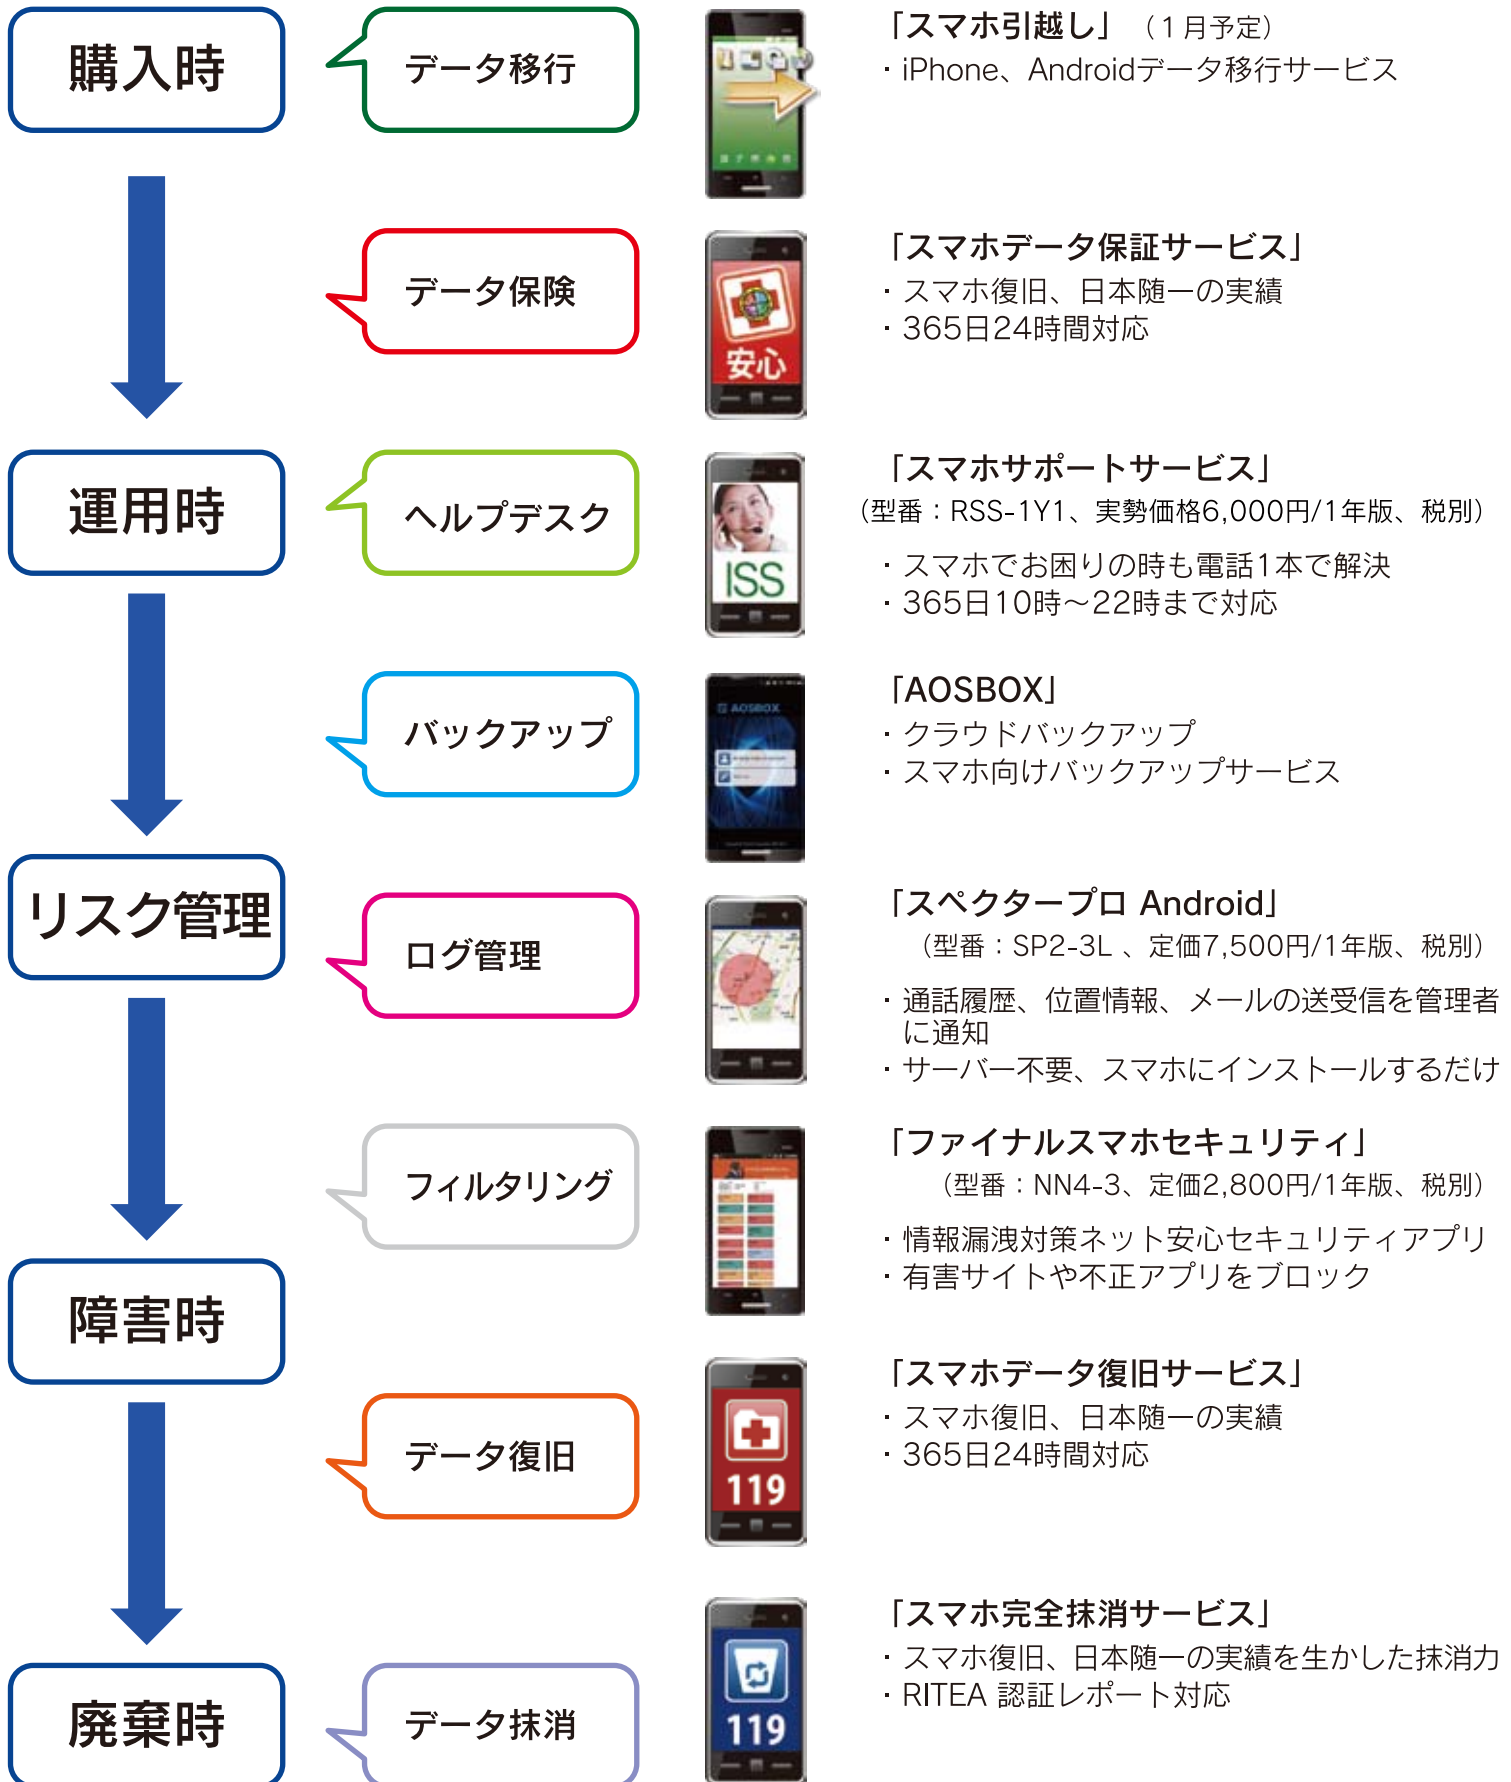 購入時
データ移行
「スマホ引越し」（1月予定）
・iPhone、Androidデータ移行サービス
データ保険
安心
「スマホデータ保証サービス」
・スマホ復旧、日本随一の実績
・365日24時間対応
運用時
ヘルプデスク
ISS
「スマホサポートサービス」
（型番：RSS-1Y1、実勢価格6,000円/1年版、税別）
・スマホでお困りの時も電話1本で解決
・365日10時～22時まで対応
バックアップ
AOSBOX
「AOSBOX」
・クラウドバックアップ
・スマホ向けバックアップサービス
リスク管理
ログ管理
「スペクタープロ Android」
（型番：SP2-3L 、定価7,500円/1年版、税別）
・通話履歴、位置情報、メールの送受信を管理者
に通知
・サーバー不要、スマホにインストールするだけ
フィルタリング
「ファイナルスマホセキュリティ」
（型番：NN4-3、定価2,800円/1年版、税別）
・情報漏洩対策ネット安心セキュリティアプリ
・有害サイトや不正アプリをブロック
障害時
データ復旧
119
「スマホデータ復旧サービス」
・スマホ復旧、日本随一の実績
・365日24時間対応
廃棄時
データ抹消
119
「スマホ完全抹消サービス」
・スマホ復旧、日本随一の実績を生かした抹消力
・RITEA 認証レポート対応